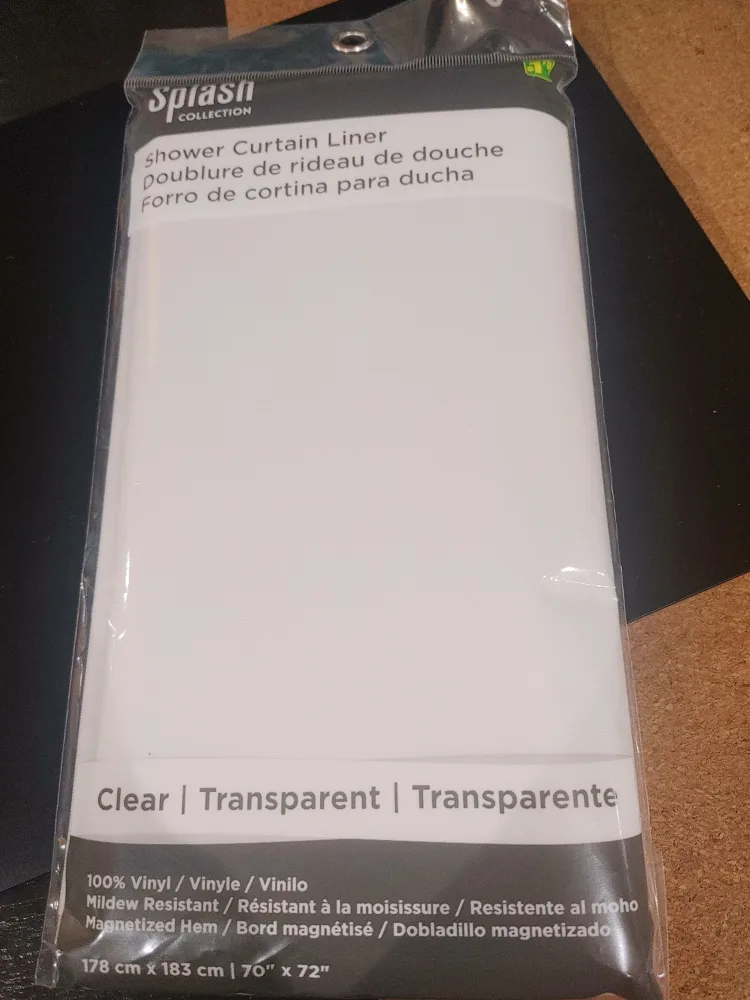 Splash
COLLECTION
Shower Curtain Liner
Doublure de rideau de douche
Forro de cortina para ducha
Clear | Transparent | Transparente
100% Vinyl / Vinyle / Vinilo
Mildew Resistant / Résistant à la moisissure / Resistente al moho
Magnetized Hem / Bord magnétisé / Dobladillo magnetizado
178 cm x 183 cm | 70" x 72"